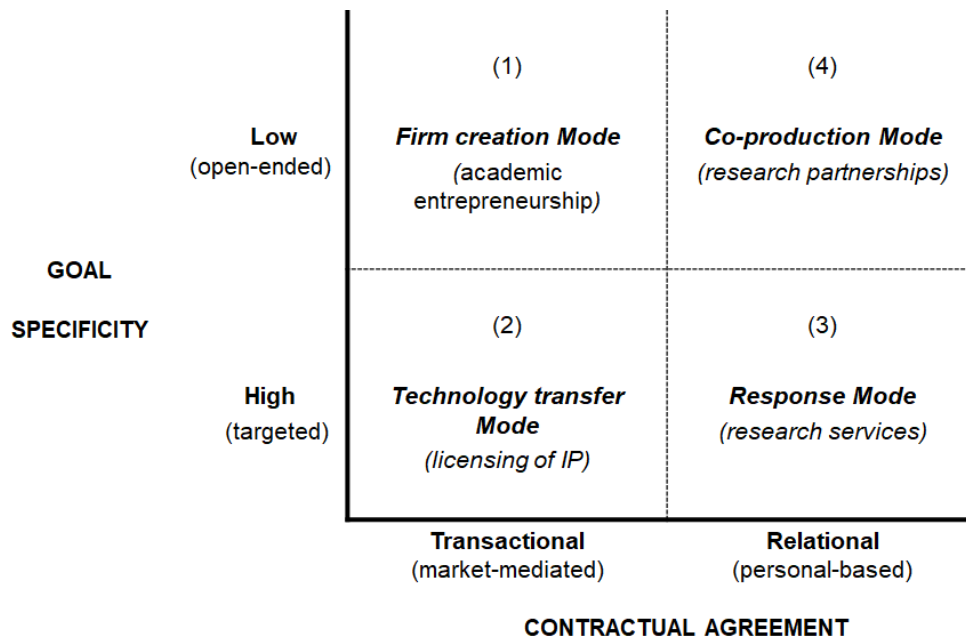 (1)
(4)
Low
(open-ended)
Firm creation Mode
(academic
entrepreneurship)
Co-production Mode
(research partnerships)
GOAL
SPECIFICITY
(2)
(3)
High
(targeted)
Technology transfer
Mode
(licensing of IP)
Response Mode
(research services)
Transactional
(market-mediated)
Relational
(personal-based)
CONTRACTUAL AGREEMENT